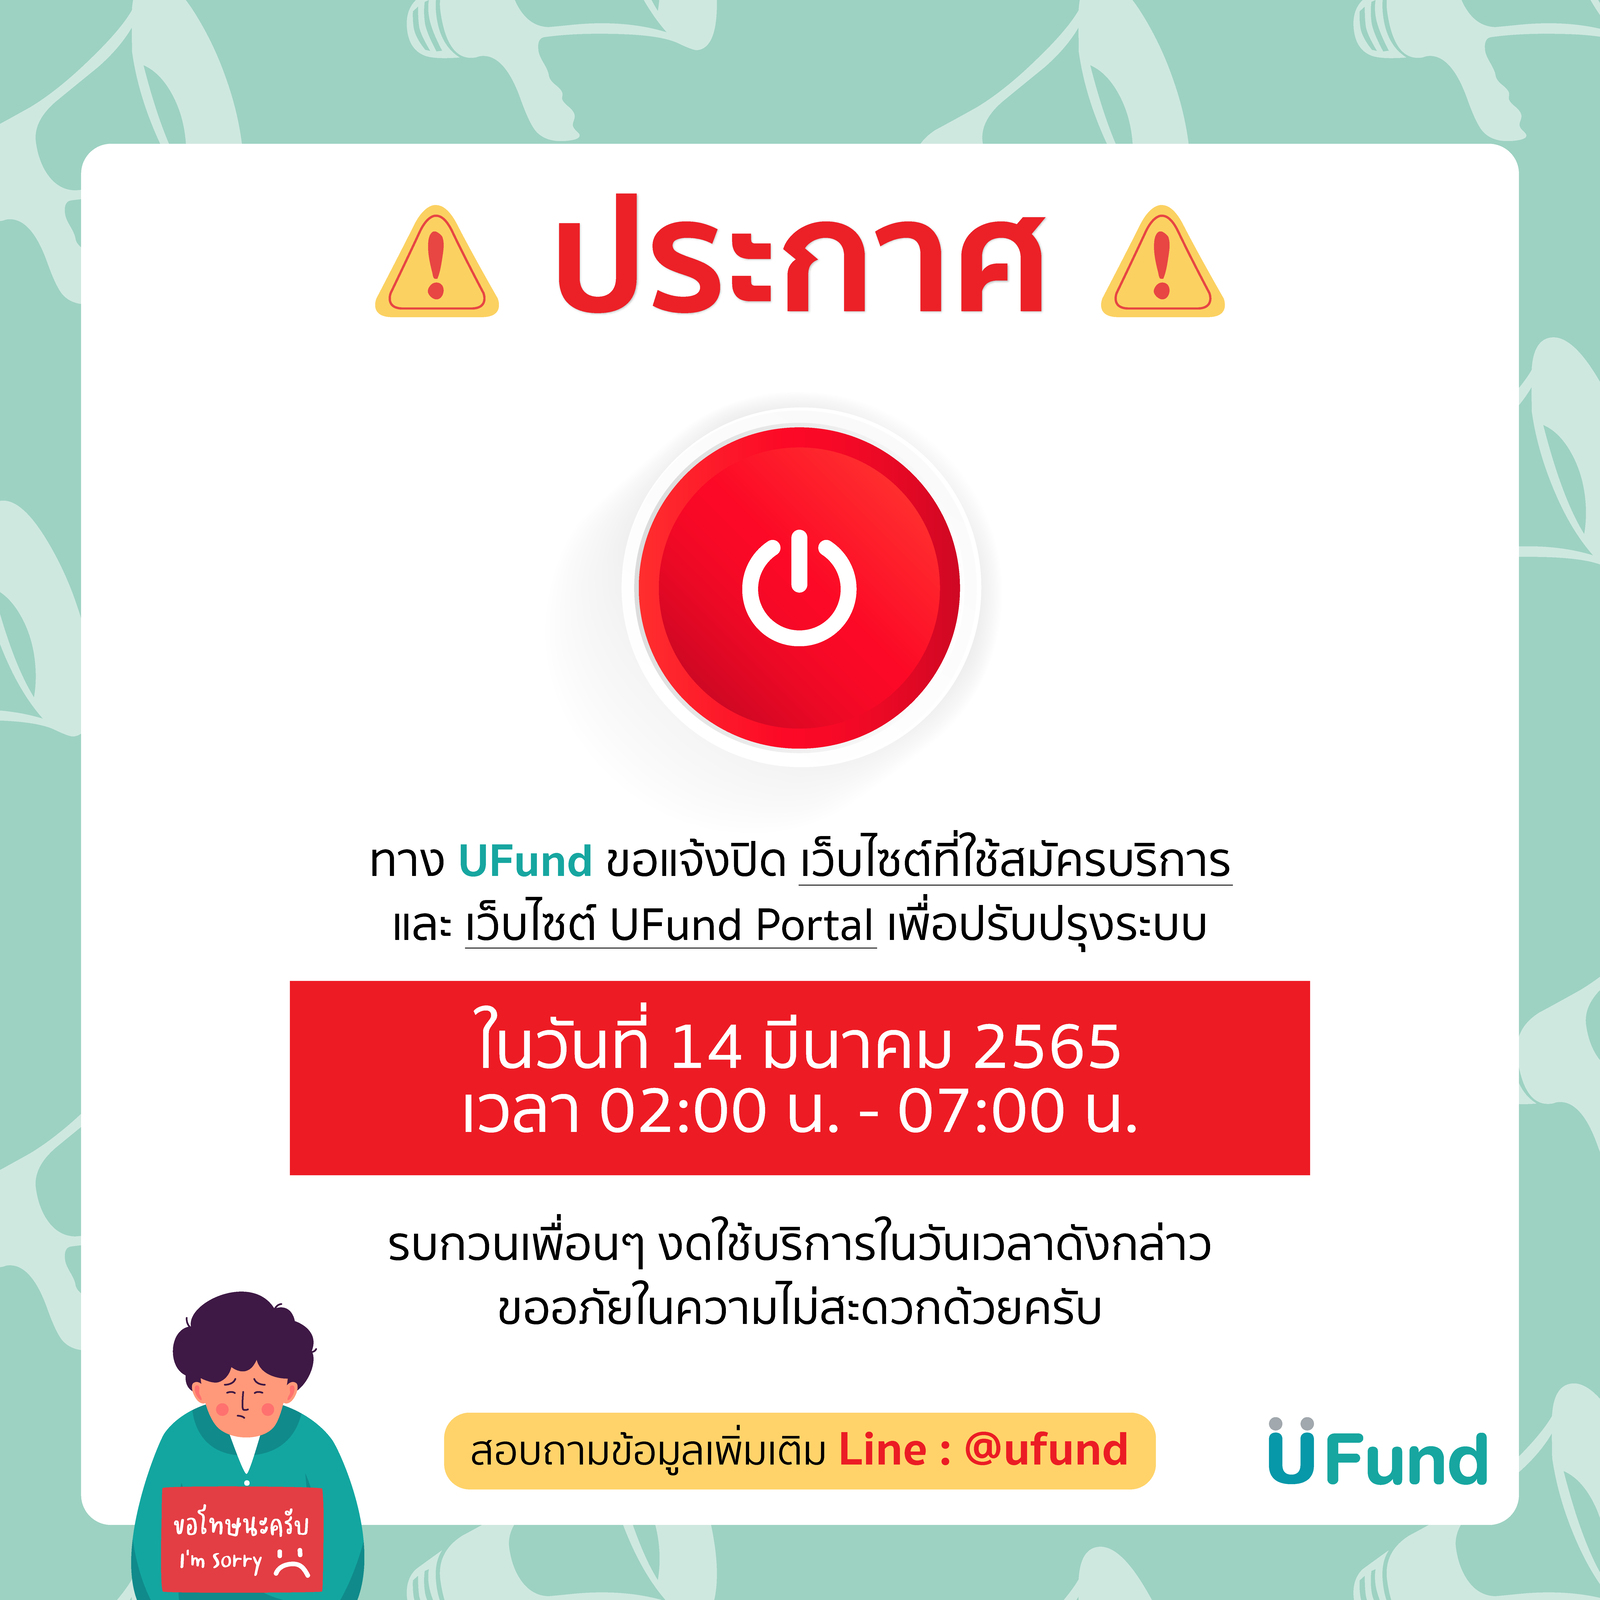 ประกาศ
ทาง UFund ขอแจ้งปิด เว็บไซต์ที่ใช้สมัครบริการ
และ เว็บไซต์ UFund Portal เพื่อปรับปรุงระบบ
ในวันที่ 14 มีนาคม 2565
เวลา 02:00 น. - 07:00 น.
รบกวนเพื่อนๆ งดใช้บริการในวันเวลาดังกล่าว
ขออภัยในความไม่สะดวกด้วยครับ
สอบถามข้อมูลเพิ่มเติม Line : @ufund
UFund
ขอโทษนะครับ
I'm sorry